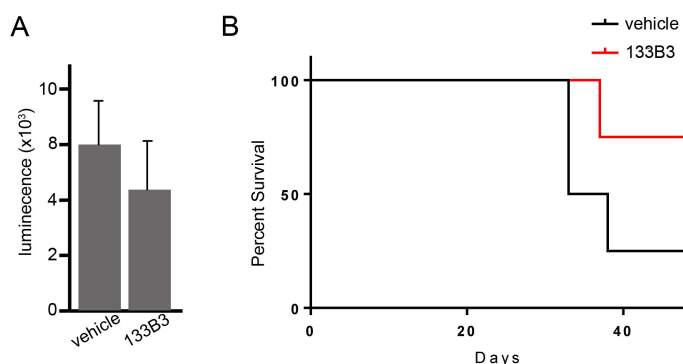 A
luminecence (x10³)
10
8
4
2
0
vehicle
133B3
B
vehicle
133B3
Percent Survival
100
50
0
0
20
40
Days